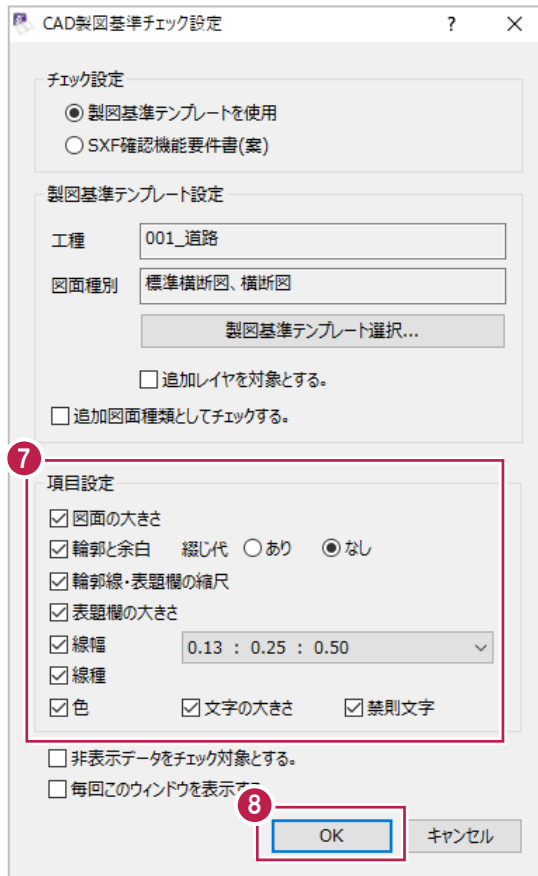 CAD製図基準チェック設定 ? ×
チェック設定
製図基準テンプレートを使用
SXF確認機能要件書(案)
製図基準テンプレート設定
工種 001_道路
図面種別 標準横断図、横断図
製図基準テンプレート選択...
追加レイヤを対象とする。
追加図面種類としてチェックする。
7
項目設定
図面の大きさ
輪郭と余白 綴じ代 あり なし
輪郭線・表題欄の縮尺
表題欄の大きさ
線幅 0.13 : 0.25 : 0.50
線種
色 文字の大きさ 禁則文字
非表示データをチェック対象とする。
毎回このウィンドウを表示する
8
OK キャンセル